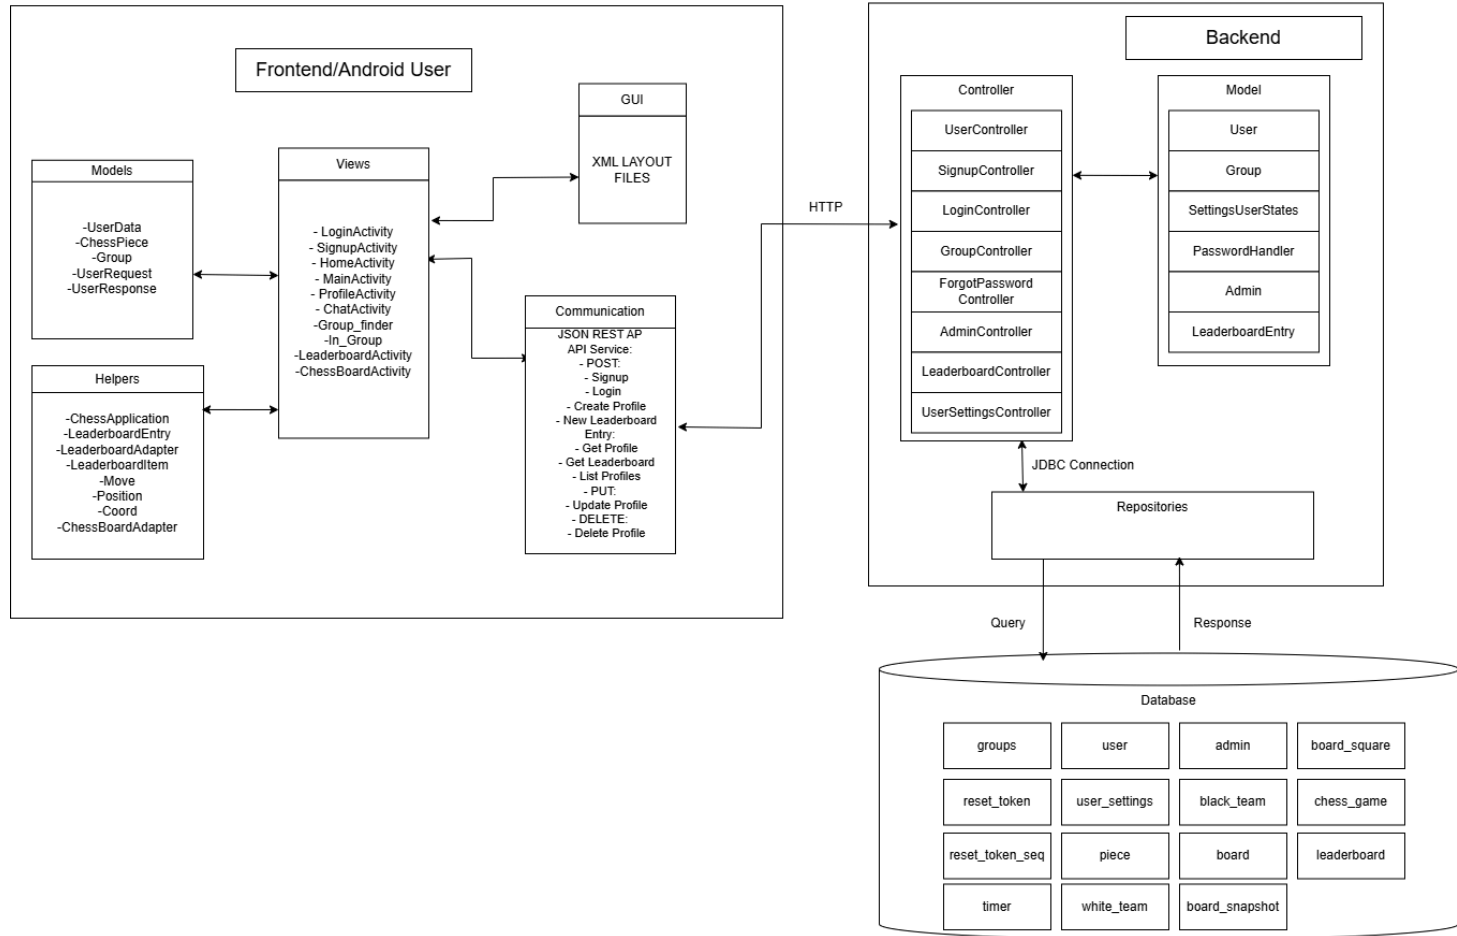 Frontend/Android User
Models
-UserData
-ChessPiece
-Group
-UserRequest
-UserResponse
Helpers
-ChessApplication
-LeaderboardEntry
-LeaderboardAdapter
-LeaderboardItem
-Move
-Position
-Coord
-ChessBoardAdapter
Views
- LoginActivity
- SignupActivity
- HomeActivity
- MainActivity
- ProfileActivity
- ChatActivity
-Group_finder
-In_Group
-LeaderboardActivity
-ChessBoardActivity
GUI
XML LAYOUT
FILES
Communication
JSON REST AP
API Service:
- POST:
- Signup
- Login
- Create Profile
- New Leaderboard
Entry:
- Get Profile
- Get Leaderboard
- List Profiles
- PUT:
- Update Profile
- DELETE:
- Delete Profile
HTTP
Backend
Controller
UserController
SignupController
LoginController
GroupController
ForgotPassword
Controller
AdminController
LeaderboardController
UserSettingsController
Model
User
Group
SettingsUserStates
PasswordHandler
Admin
LeaderboardEntry
JDBC Connection
Repositories
Query
Response
Database
groups
user
admin
board_square
reset_token
user_settings
black_team
chess_game
reset_token_seq
piece
board
leaderboard
timer
white_team
board_snapshot